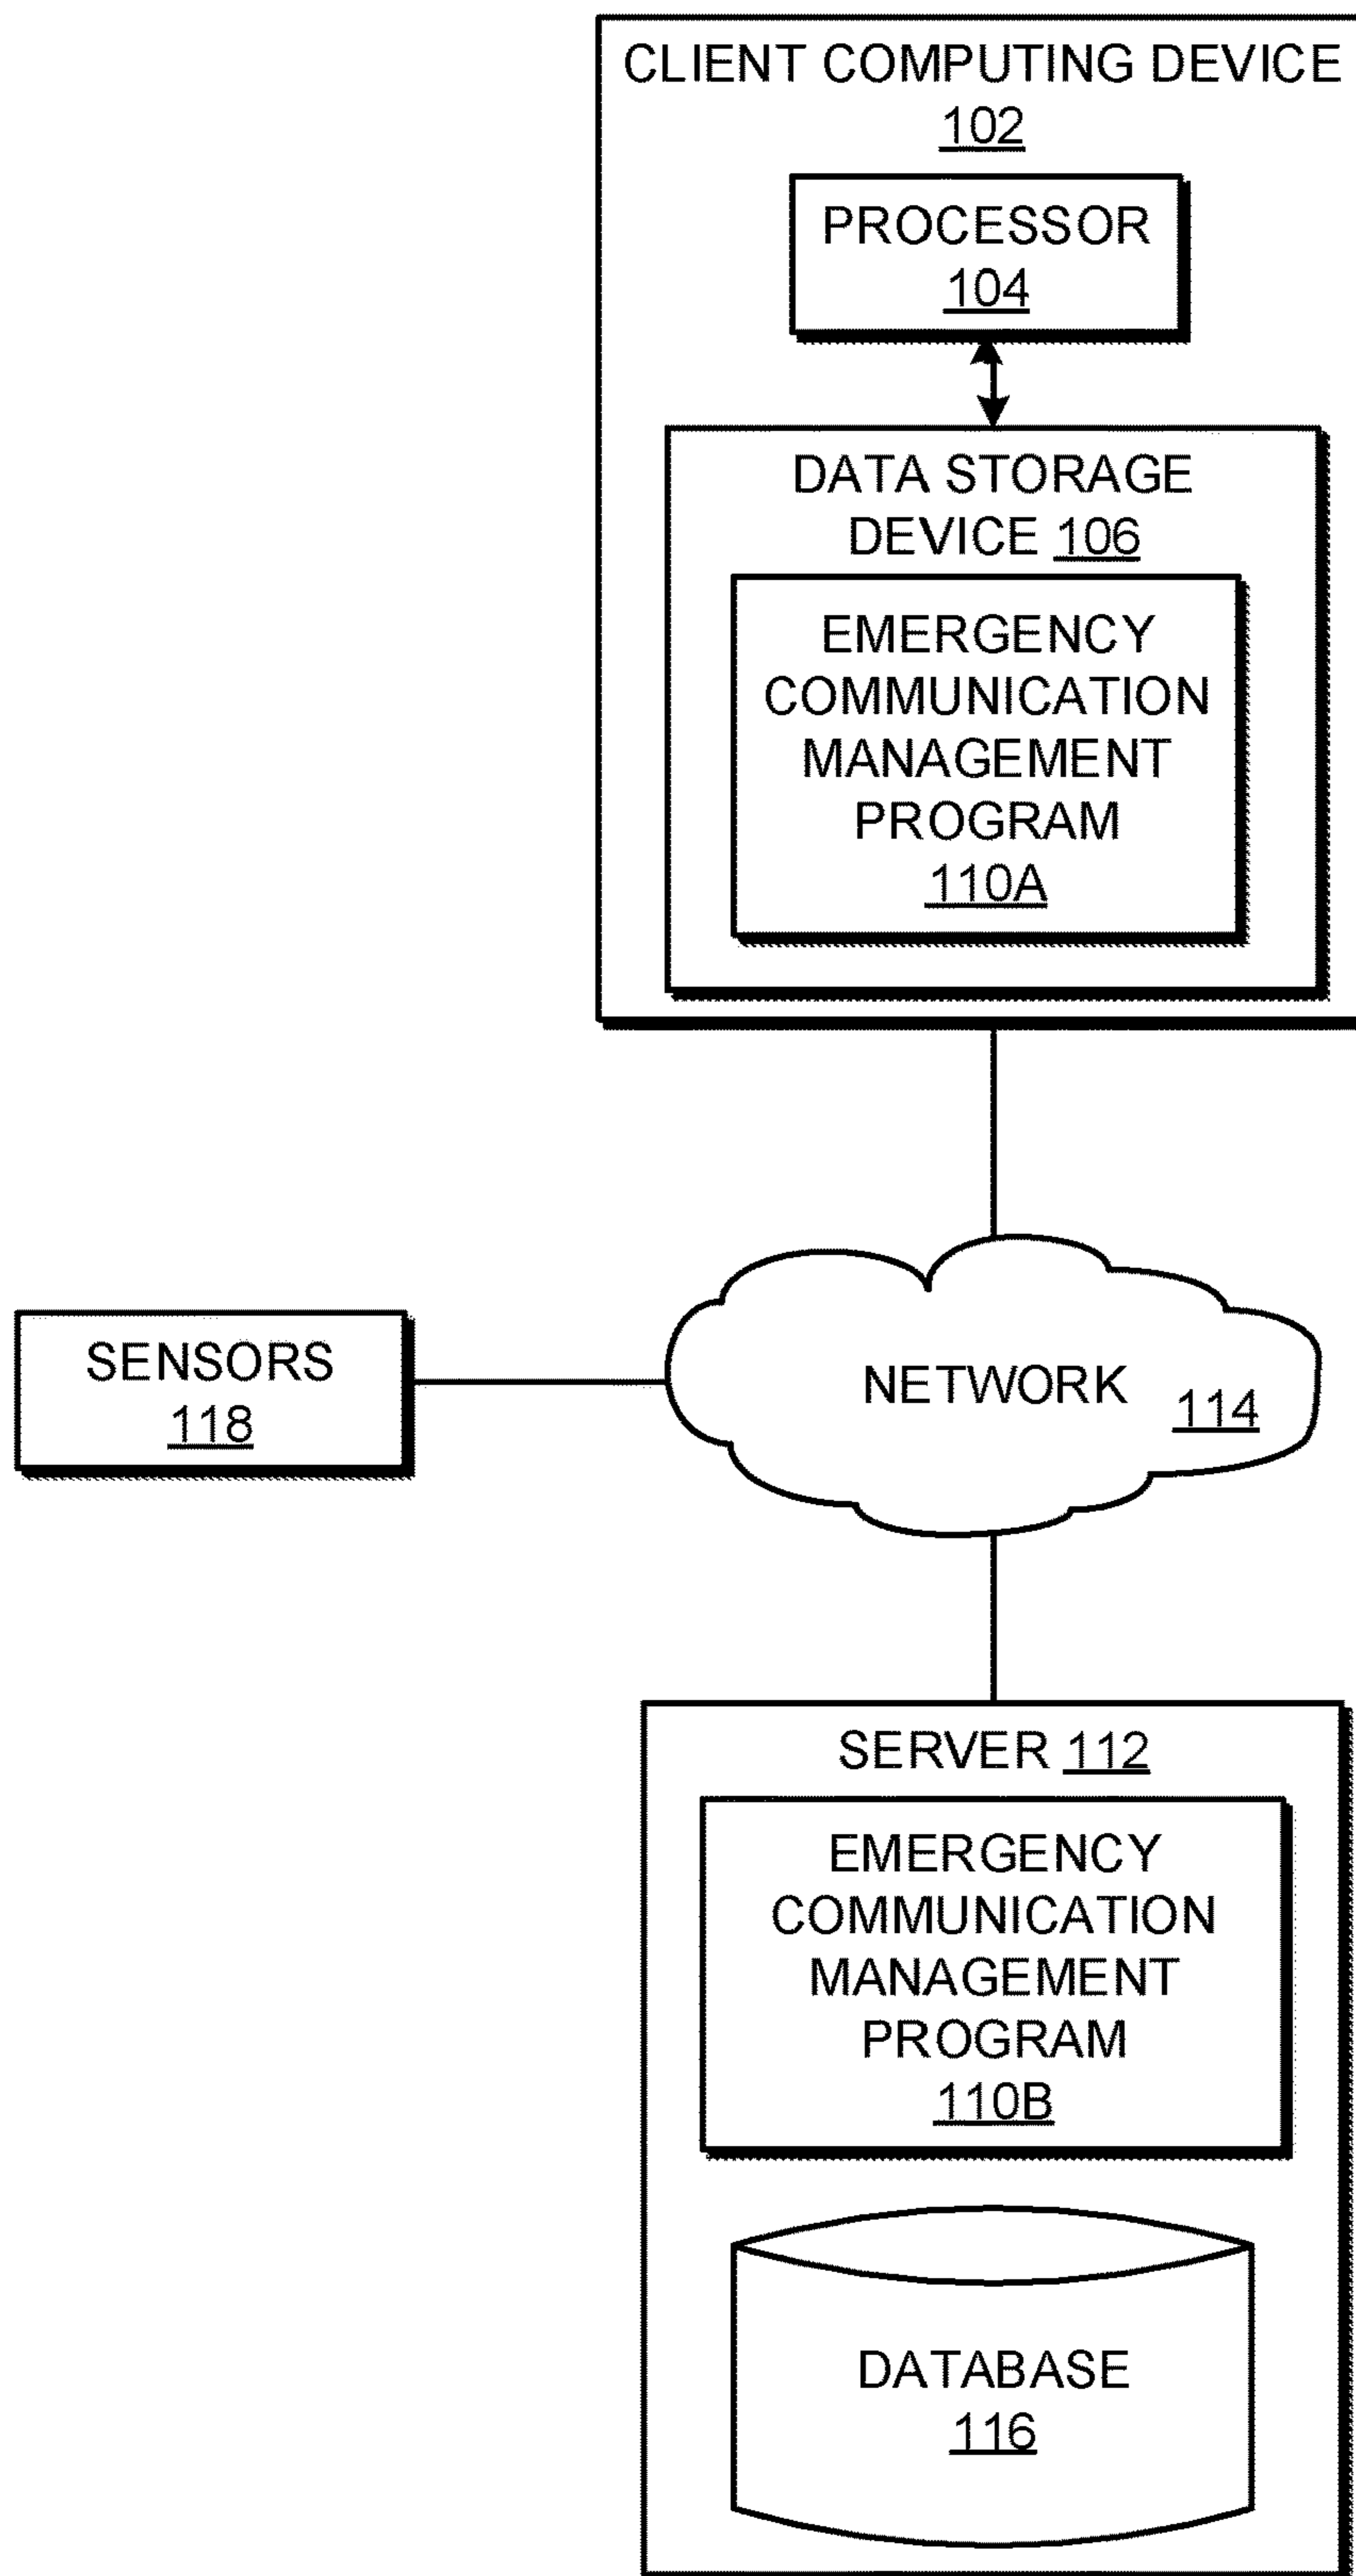 CLIENT COMPUTING DEVICE
102
PROCESSOR
104
DATA STORAGE
DEVICE 106
EMERGENCY
COMMUNICATION
MANAGEMENT
PROGRAM
110A
SENSORS
118
NETWORK 114
SERVER 112
EMERGENCY
COMMUNICATION
MANAGEMENT
PROGRAM
110B
DATABASE
116